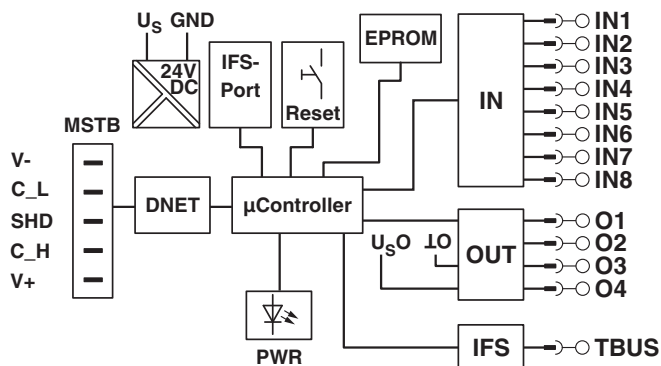 U_S GND
24V
DC
IFS-
Port
Reset
EPROM
IN
IN1
IN2
IN3
IN4
IN5
IN6
IN7
IN8
MSTB
V-
C_L
SHD
C_H
V+
DNET
µController
U_SO
OT
OUT
O1
O2
O3
O4
PWR
IFS
TBUS